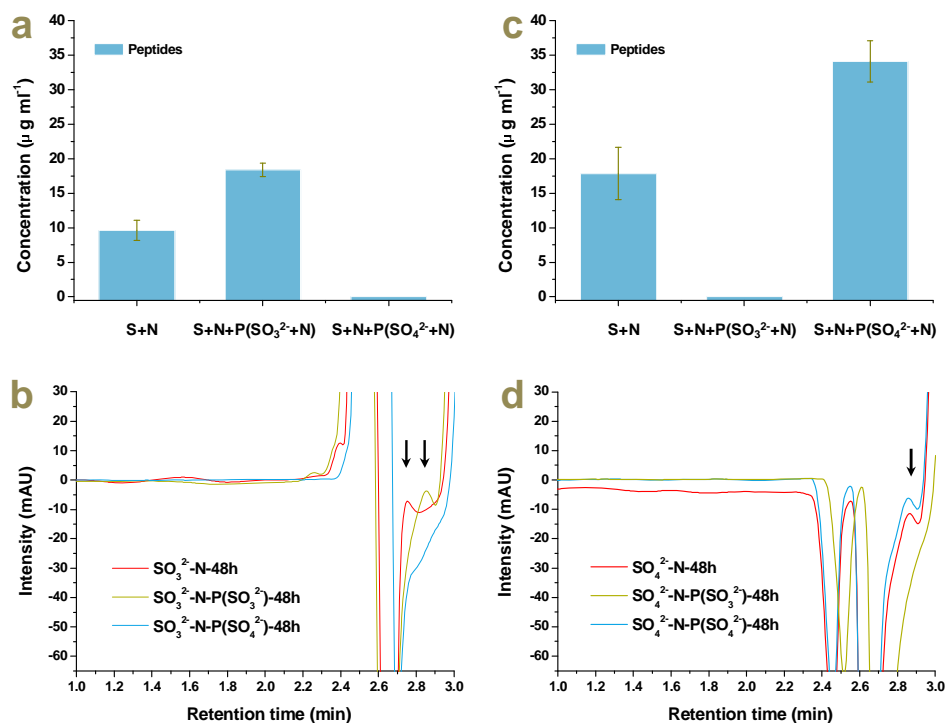 a
Peptides
Concentration (μ g ml⁻¹)
40
35
30
25
20
15
10
5
0
S+N
S+N+P(SO₃²⁻+N)
S+N+P(SO₄²⁻+N)
c
Peptides
Concentration (μ g ml⁻¹)
40
35
30
25
20
15
10
5
0
S+N
S+N+P(SO₃²⁻+N)
S+N+P(SO₄²⁻+N)
b
Intensity (mAU)
30
20
10
0
-10
-20
-30
-40
-50
-60
SO₃²⁻-N-48h
SO₃²⁻-N-P(SO₃²⁻)-48h
SO₃²⁻-N-P(SO₄²⁻)-48h
1.0 1.2 1.4 1.6 1.8 2.0 2.2 2.4 2.6 2.8 3.0
Retention time (min)
d
Intensity (mAU)
30
20
10
0
-10
-20
-30
-40
-50
-60
SO₄²⁻-N-48h
SO₄²⁻-N-P(SO₃²⁻)-48h
SO₄²⁻-N-P(SO₄²⁻)-48h
1.0 1.2 1.4 1.6 1.8 2.0 2.2 2.4 2.6 2.8 3.0
Retention time (min)